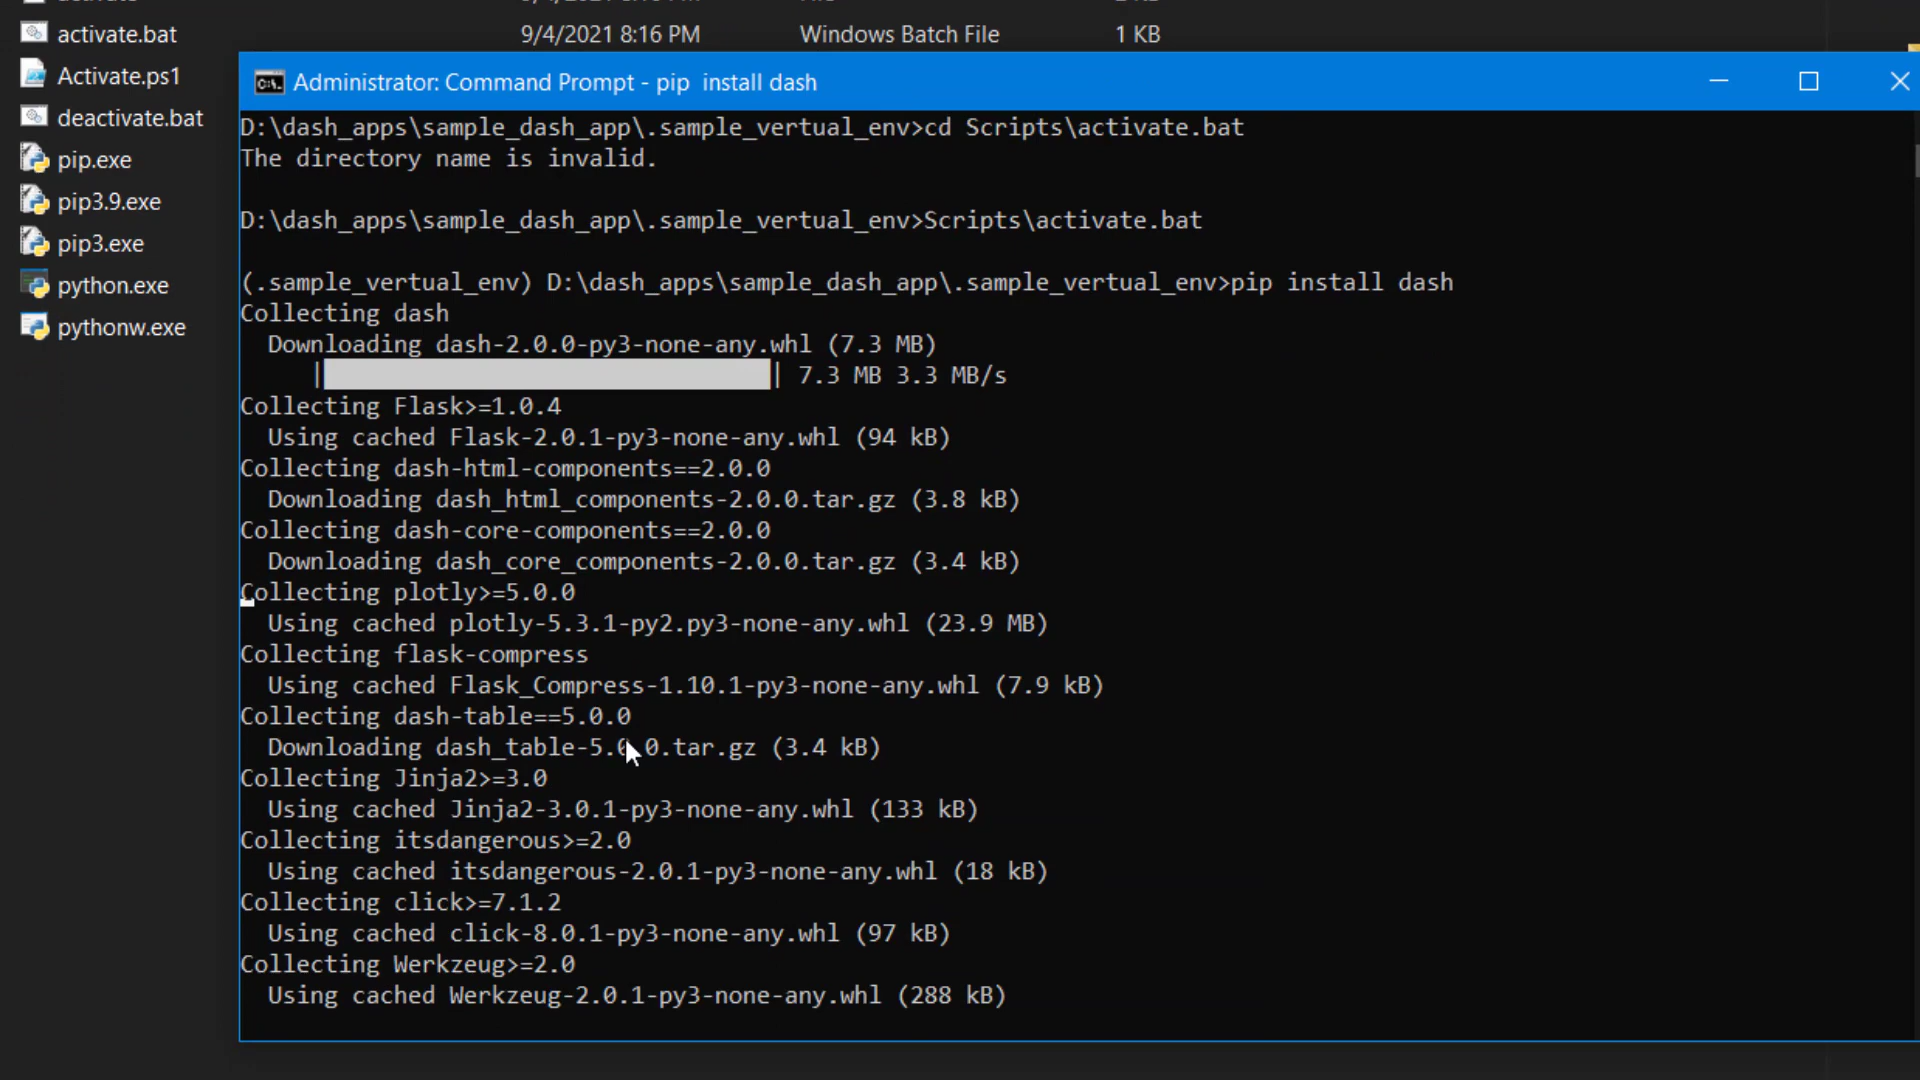 activate.bat 9/4/2021 8:16 PM Windows Batch File 1 KB
Activate.ps1
deactivate.bat
pip.exe
pip3.9.exe
pip3.exe
python.exe
pythonw.exe
Administrator: Command Prompt - pip  install dash
D:\dash_apps\sample_dash_app\.sample_vertual_env>cd Scripts\activate.bat
The directory name is invalid.
D:\dash_apps\sample_dash_app\.sample_vertual_env>Scripts\activate.bat
(.sample_vertual_env) D:\dash_apps\sample_dash_app\.sample_vertual_env>pip install dash
Collecting dash
Downloading dash-2.0.0-py3-none-any.whl (7.3 MB)
| | 7.3 MB 3.3 MB/s
Collecting Flask>=1.0.4
Using cached Flask-2.0.1-py3-none-any.whl (94 kB)
Collecting dash-html-components==2.0.0
Downloading dash_html_components-2.0.0.tar.gz (3.8 kB)
Collecting dash-core-components==2.0.0
Downloading dash_core_components-2.0.0.tar.gz (3.4 kB)
Collecting plotly>=5.0.0
Using cached plotly-5.3.1-py2.py3-none-any.whl (23.9 MB)
Collecting flask-compress
Using cached Flask_Compress-1.10.1-py3-none-any.whl (7.9 kB)
Collecting dash-table==5.0.0
Downloading dash_table-5.0.0.tar.gz (3.4 kB)
Collecting Jinja2>=3.0
Using cached Jinja2-3.0.1-py3-none-any.whl (133 kB)
Collecting itsdangerous>=2.0
Using cached itsdangerous-2.0.1-py3-none-any.whl (18 kB)
Collecting click>=7.1.2
Using cached click-8.0.1-py3-none-any.whl (97 kB)
Collecting Werkzeug>=2.0
Using cached Werkzeug-2.0.1-py3-none-any.whl (288 kB)